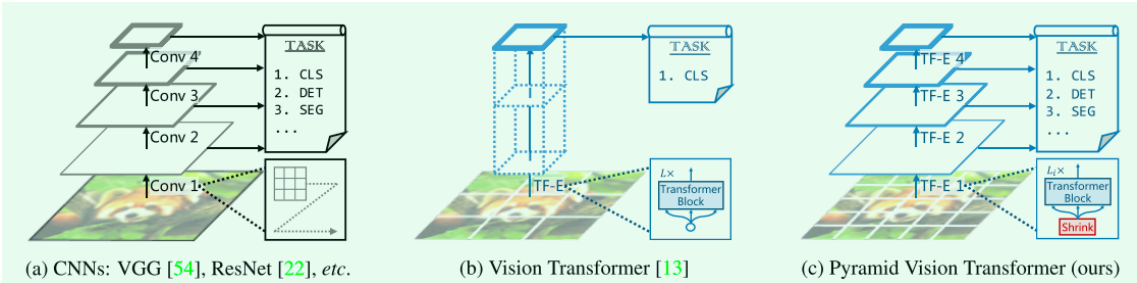 TASK
1. CLS
2. DET
3. SEG
...
Conv 4
Conv 3
Conv 2
Conv 1
(a) CNNs: VGG [54], ResNet [22], etc.
TASK
1. CLS
TF-E
L×
Transformer
Block
(b) Vision Transformer [13]
TASK
1. CLS
2. DET
3. SEG
...
TF-E 4
TF-E 3
TF-E 2
TF-E 1
Li×
Transformer
Block
Shrink
(c) Pyramid Vision Transformer (ours)